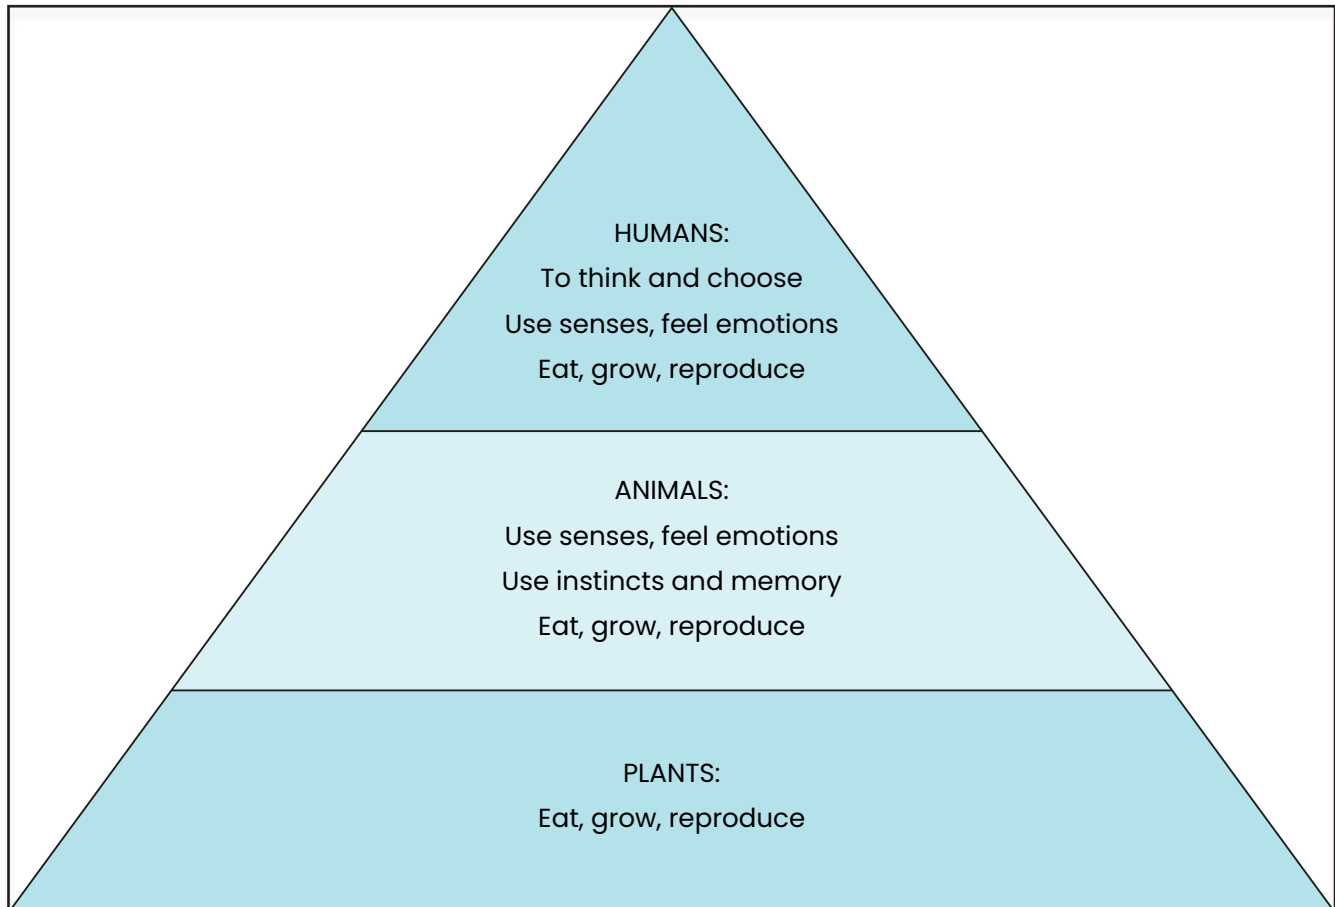 HUMANS:
To think and choose
Use senses, feel emotions
Eat, grow, reproduce
ANIMALS:
Use senses, feel emotions
Use instincts and memory
Eat, grow, reproduce
PLANTS:
Eat, grow, reproduce